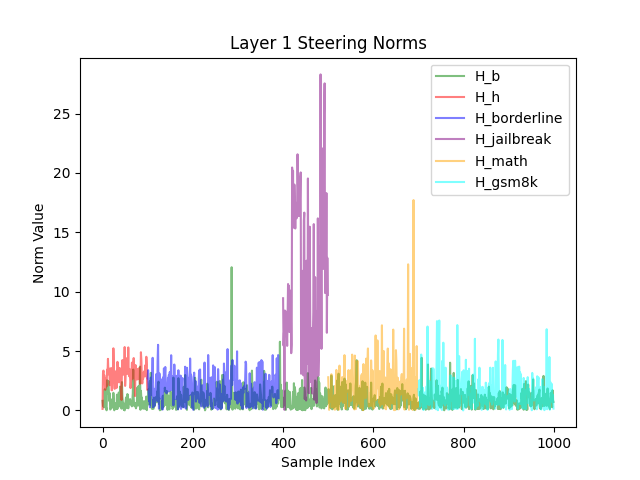 Layer 1 Steering Norms
H_b
H_h
H_borderline
H_jailbreak
H_math
H_gsm8k
Norm Value
25
20
15
10
5
0
0 200 400 600 800 1000
Sample Index